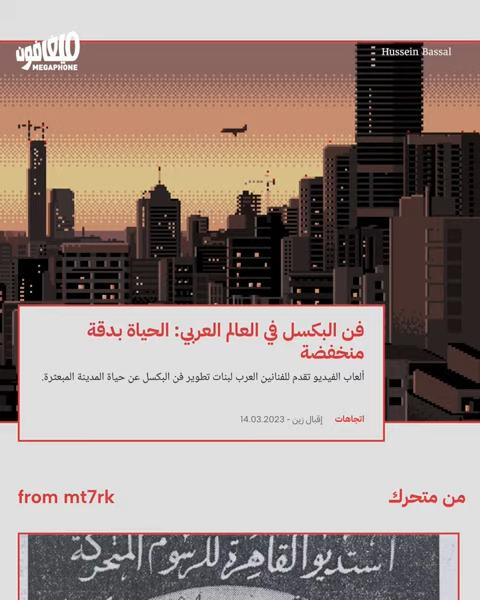 ميغافون
MEGAPHONE
Hussein Bassal
فن البكسل في العالم العربي: الحياة بدقة
منخفضة
ألعاب الفيديو تقدم للفنانين العرب لبنات تطوير فن البكسل عن حياة المدينة المبعثرة.
اتجاهات إقبال زين - 14.03.2023
from mt7rk
من متحرك
استديو القاهرة للرسوم المتحركة